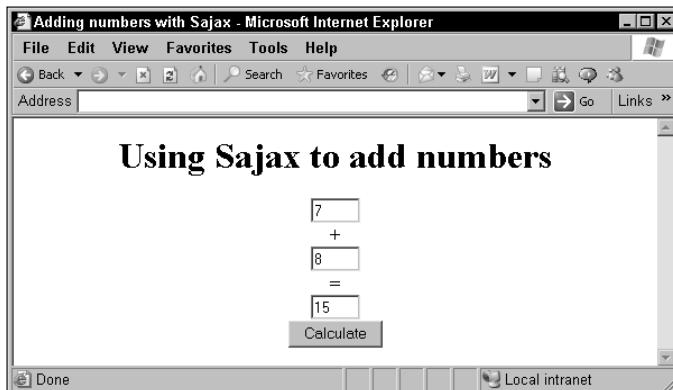 Adding numbers with Sajax - Microsoft Internet Explorer
File Edit View Favorites Tools Help
Back Search Favorites W
Address Go Links »
Using Sajax to add numbers
7
+
8
=
15
Calculate
Done Local intranet